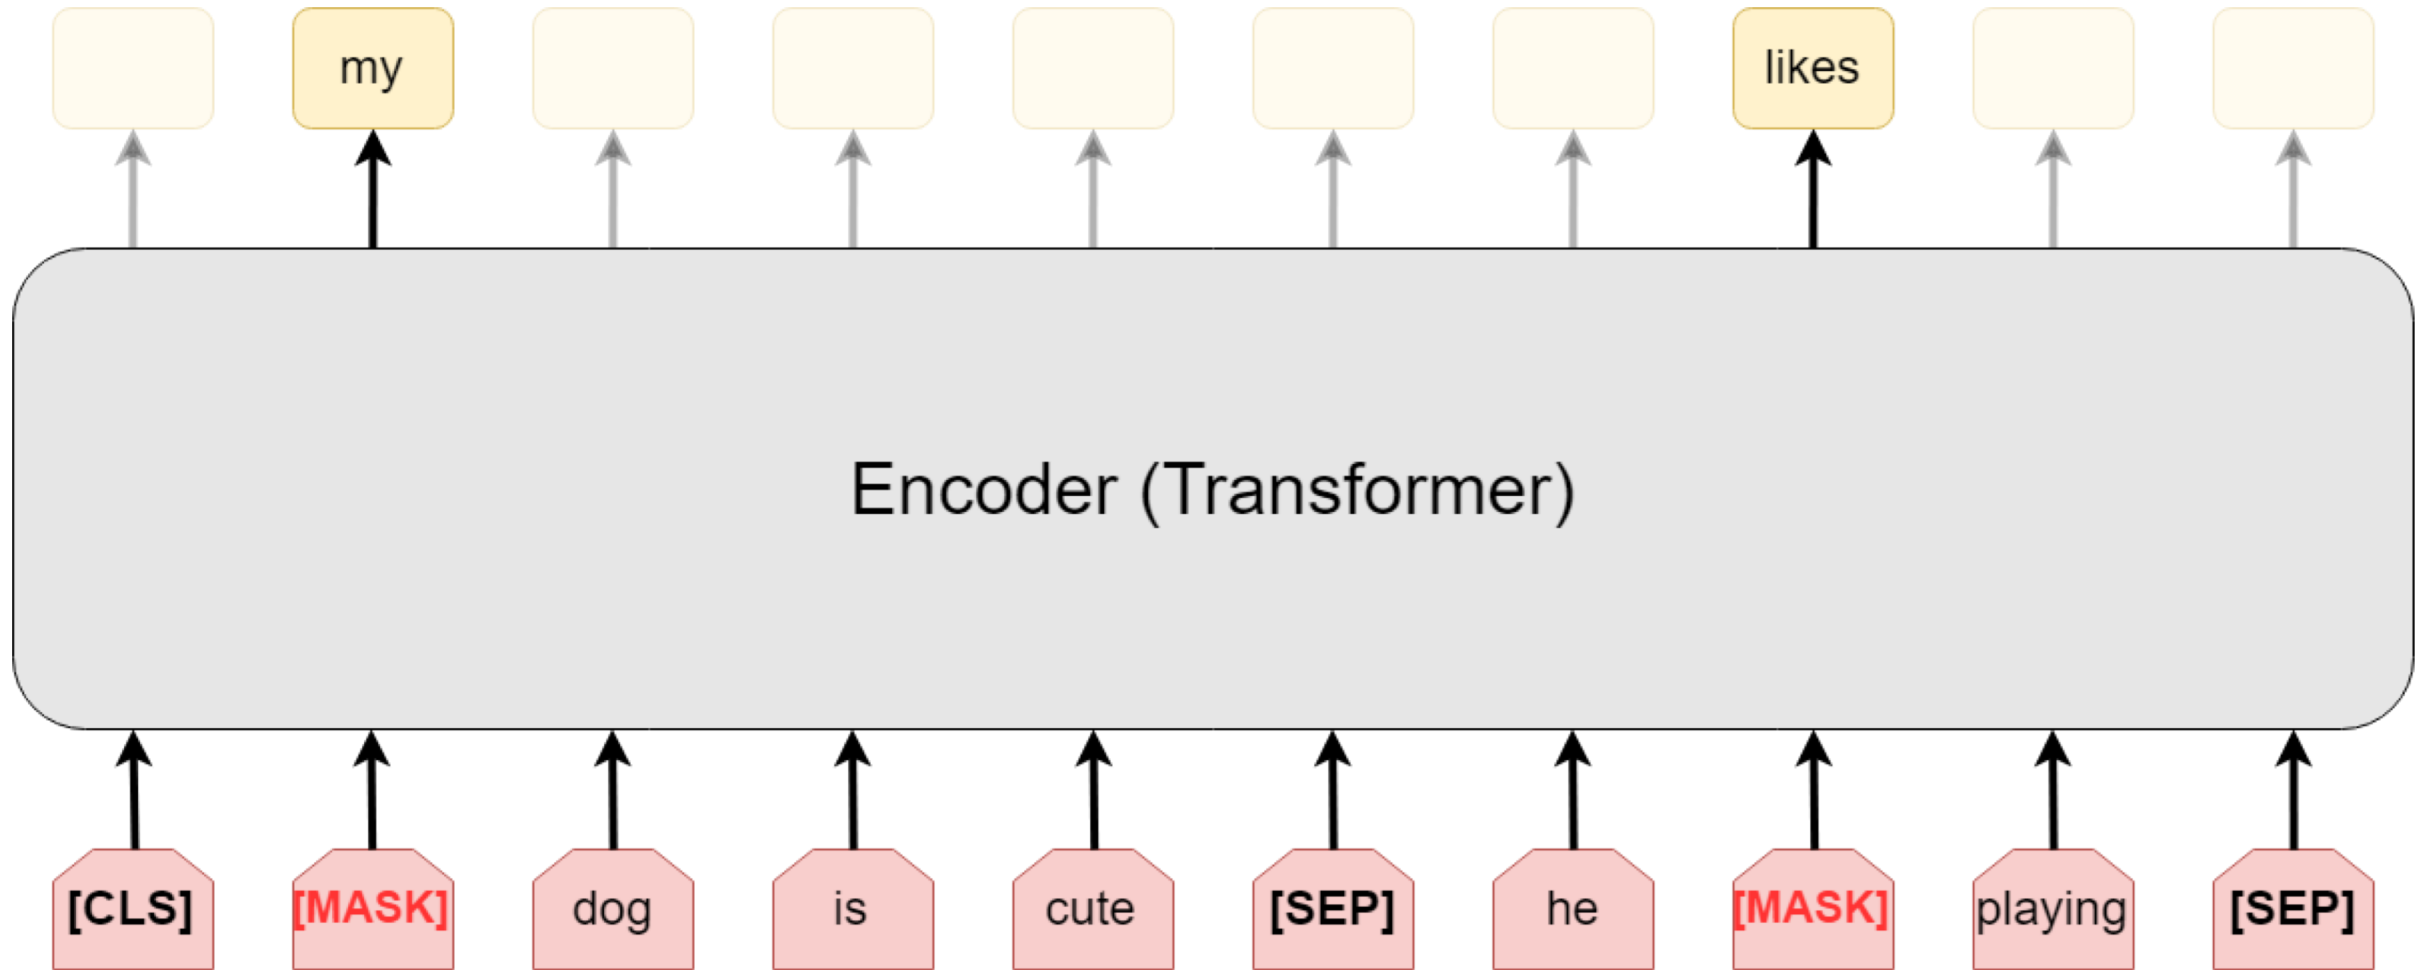 my likes
Encoder (Transformer)
[CLS] [MASK] dog is cute [SEP] he [MASK] playing [SEP]